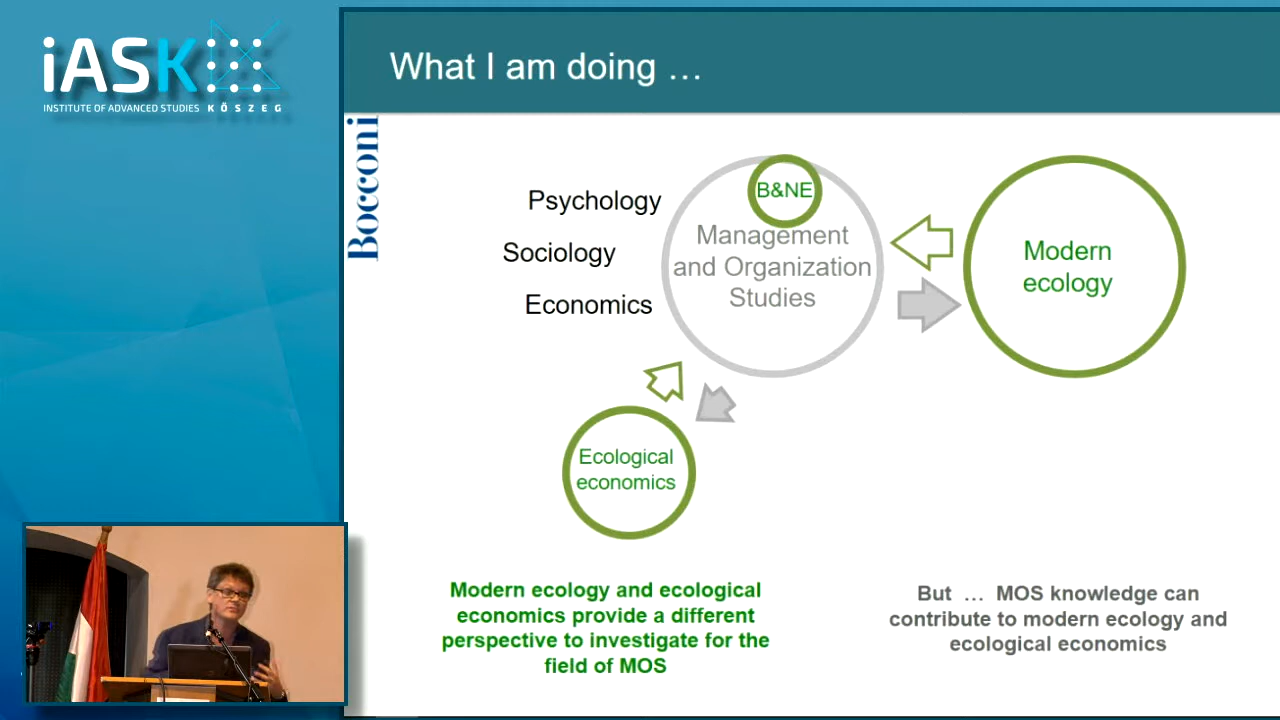 iASK
INSTITUTE OF ADVANCED STUDIES KŐSZEG
What I am doing …
Bocconi
B&NE
Psychology
Sociology
Economics
Management
and Organization
Studies
Modern
ecology
Ecological
economics
Modern ecology and ecological
economics provide a different
perspective to investigate for the
field of MOS
But … MOS knowledge can
contribute to modern ecology and
ecological economics